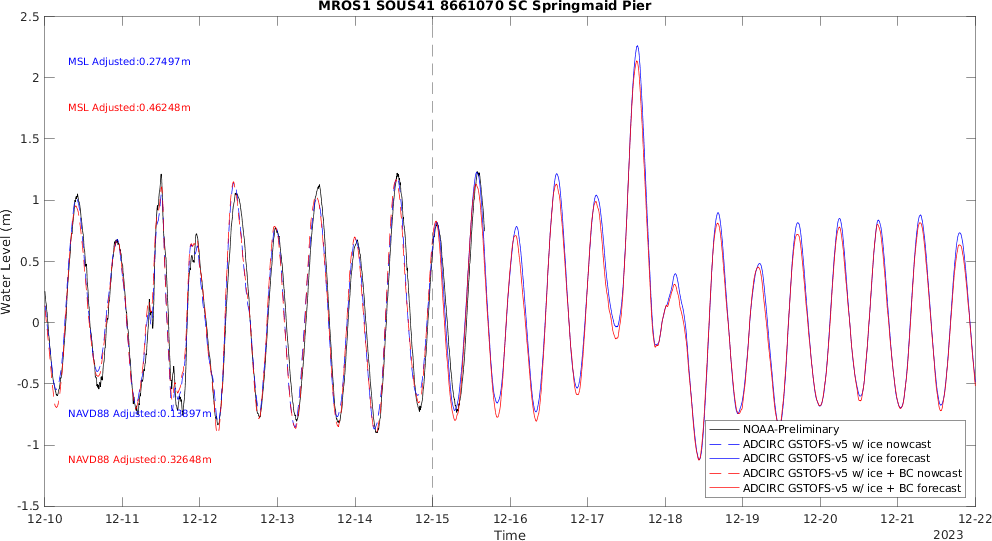 MROS1 SOUS41 8661070 SC Springmaid Pier
2.5
2
1.5
1
0.5
0
-0.5
-1
-1.5
Water Level (m)
MSL Adjusted:0.27497m
MSL Adjusted:0.46248m
NAVD88 Adjusted:0.13897m
NAVD88 Adjusted:0.32648m
NOAA-Preliminary
ADCIRC GSTOFS-v5 w/ ice nowcast
ADCIRC GSTOFS-v5 w/ ice forecast
ADCIRC GSTOFS-v5 w/ ice + BC nowcast
ADCIRC GSTOFS-v5 w/ ice + BC forecast
12-10 12-11 12-12 12-13 12-14 12-15 12-16 12-17 12-18 12-19 12-20 12-21 12-22
Time
2023